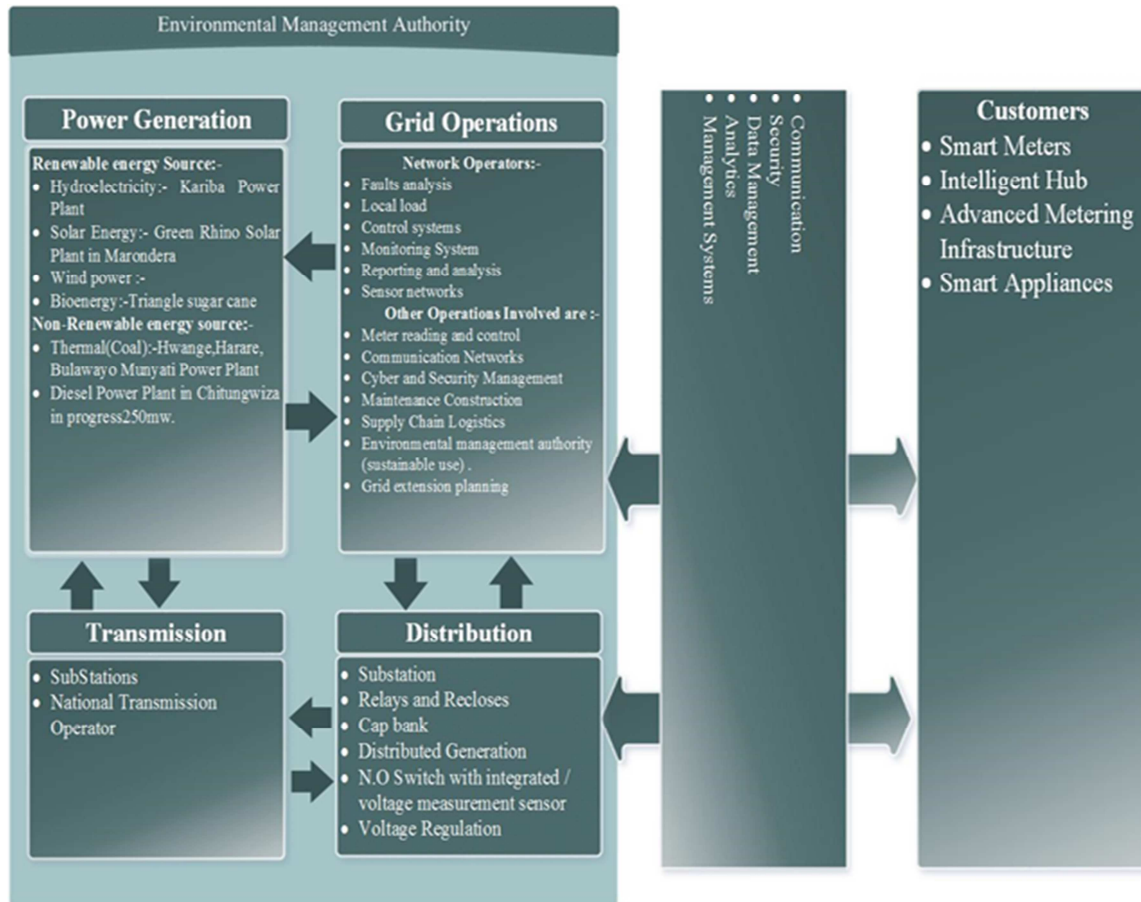 Environmental Management Authority
Power Generation
Renewable energy Source:-
• Hydroelectricity:- Kariba Power
Plant
• Solar Energy:- Green Rhino Solar
Plant in Marondera
• Wind power :-
• Bioenergy:-Triangle sugar cane
Non-Renewable energy source:-
• Thermal(Coal):-Hwange,Harare,
Bulawayo Munyati Power Plant
• Diesel Power Plant in Chitungwiza
in progress250mw.
Grid Operations
Network Operators:-
• Faults analysis
• Local load
• Control systems
• Monitoring System
• Reporting and analysis
• Sensor networks
Other Operations Involved are :-
• Meter reading and control
• Communication Networks
• Cyber and Security Management
• Maintenance Construction
• Supply Chain Logistics
• Environmental management authority
(sustainable use) .
• Grid extension planning
Transmission
• SubStations
• National Transmission
Operator
Distribution
• Substation
• Relays and Recloses
• Cap bank
• Distributed Generation
• N.O Switch with integrated /
voltage measurement sensor
• Voltage Regulation
• Communication
• Security
• Data Management
• Analytics
• Management Systems
Customers
• Smart Meters
• Intelligent Hub
• Advanced Metering
Infrastructure
• Smart Appliances